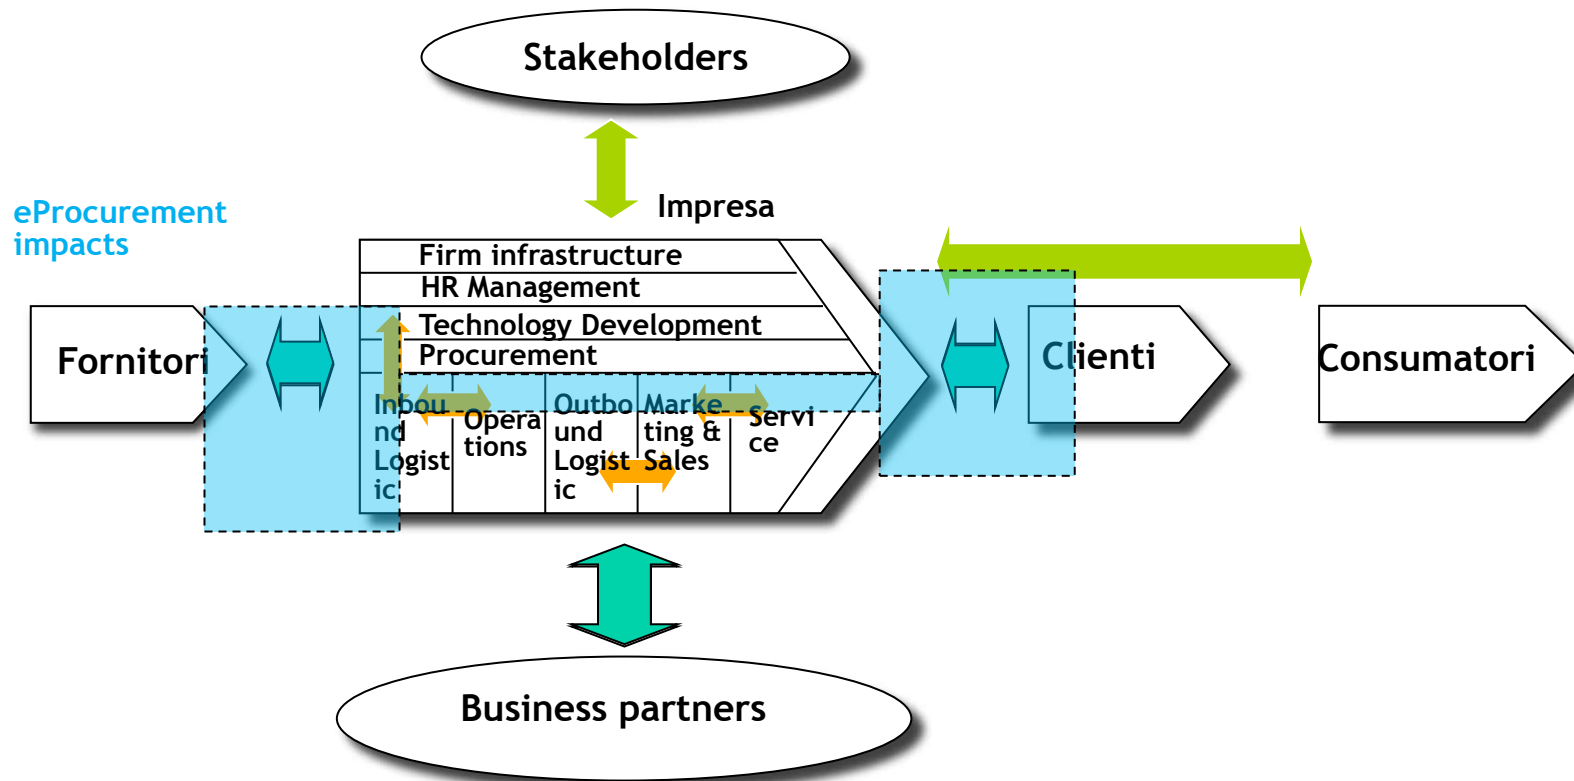 Stakeholders
eProcurement
impacts
Impresa
Firm infrastructure
HR Management
Technology Development
Procurement
Fornitori
Clienti
Consumatori
Inbou
nd
Logist
ic
Opera
tions
Outbo
und
Logist
ic
Marke
ting &
Sales
Servi
ce
Business partners